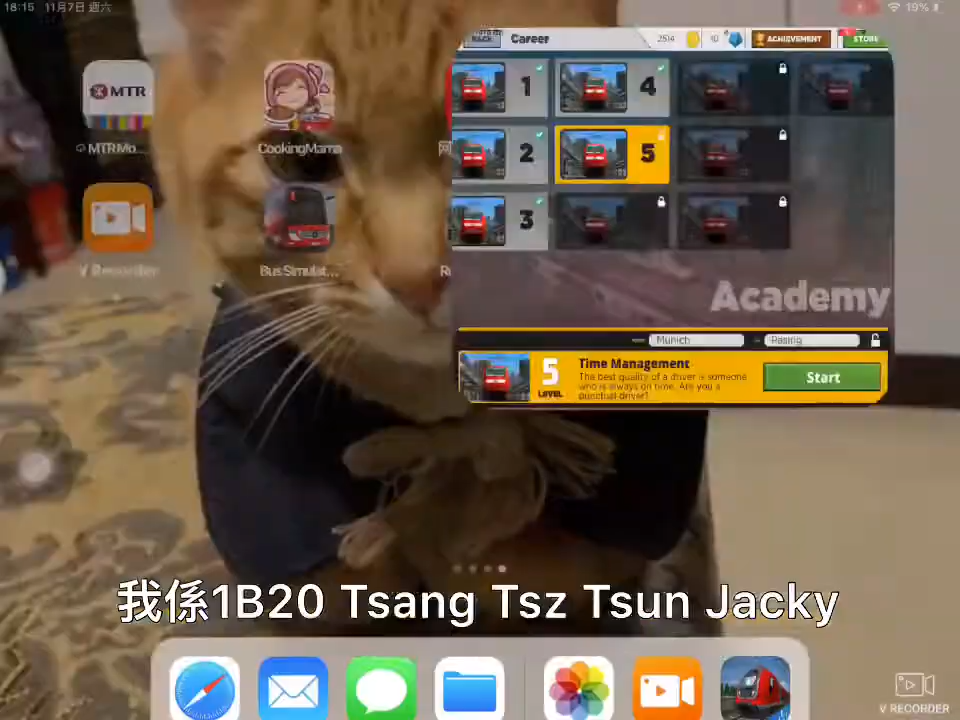 18:15 11月7日 週六
19%
BACK
Career
2514
10
ACHIEVEMENT
STORE
MTR
MTRMo...
CookingMama
1
4
2
5
3
V Recorder
BusSimulat...
Academy
Munich
Pasing
5
LEVEL
Time Management
The best quality of a driver is someone
who is always on time. Are you a
punctual driver?
Start
我係1B20 Tsang Tsz Tsun Jacky
V RECORDER